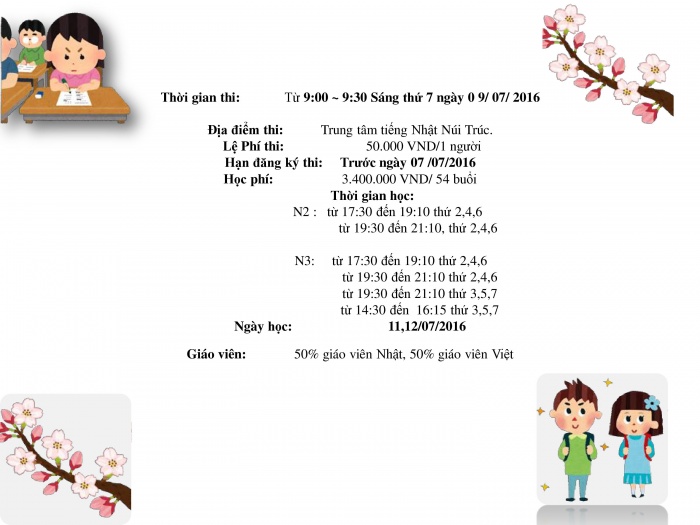 Thời gian thi: Từ 9:00 ~ 9:30 Sáng thứ 7 ngày 0 9/ 07/ 2016
Địa điểm thi: Trung tâm tiếng Nhật Núi Trúc.
Lệ Phí thi: 50.000 VND/1 người
Hạn đăng ký thi: Trước ngày 07 /07/2016
Học phí: 3.400.000 VND/ 54 buổi
Thời gian học:
N2 : từ 17:30 đến 19:10 thứ 2,4,6
từ 19:30 đến 21:10, thứ 2,4,6
N3: từ 17:30 đến 19:10 thứ 2,4,6
từ 19:30 đến 21:10 thứ 2,4,6
từ 19:30 đến 21:10 thứ 3,5,7
từ 14:30 đến 16:15 thứ 3,5,7
Ngày học: 11,12/07/2016
Giáo viên: 50% giáo viên Nhật, 50% giáo viên Việt